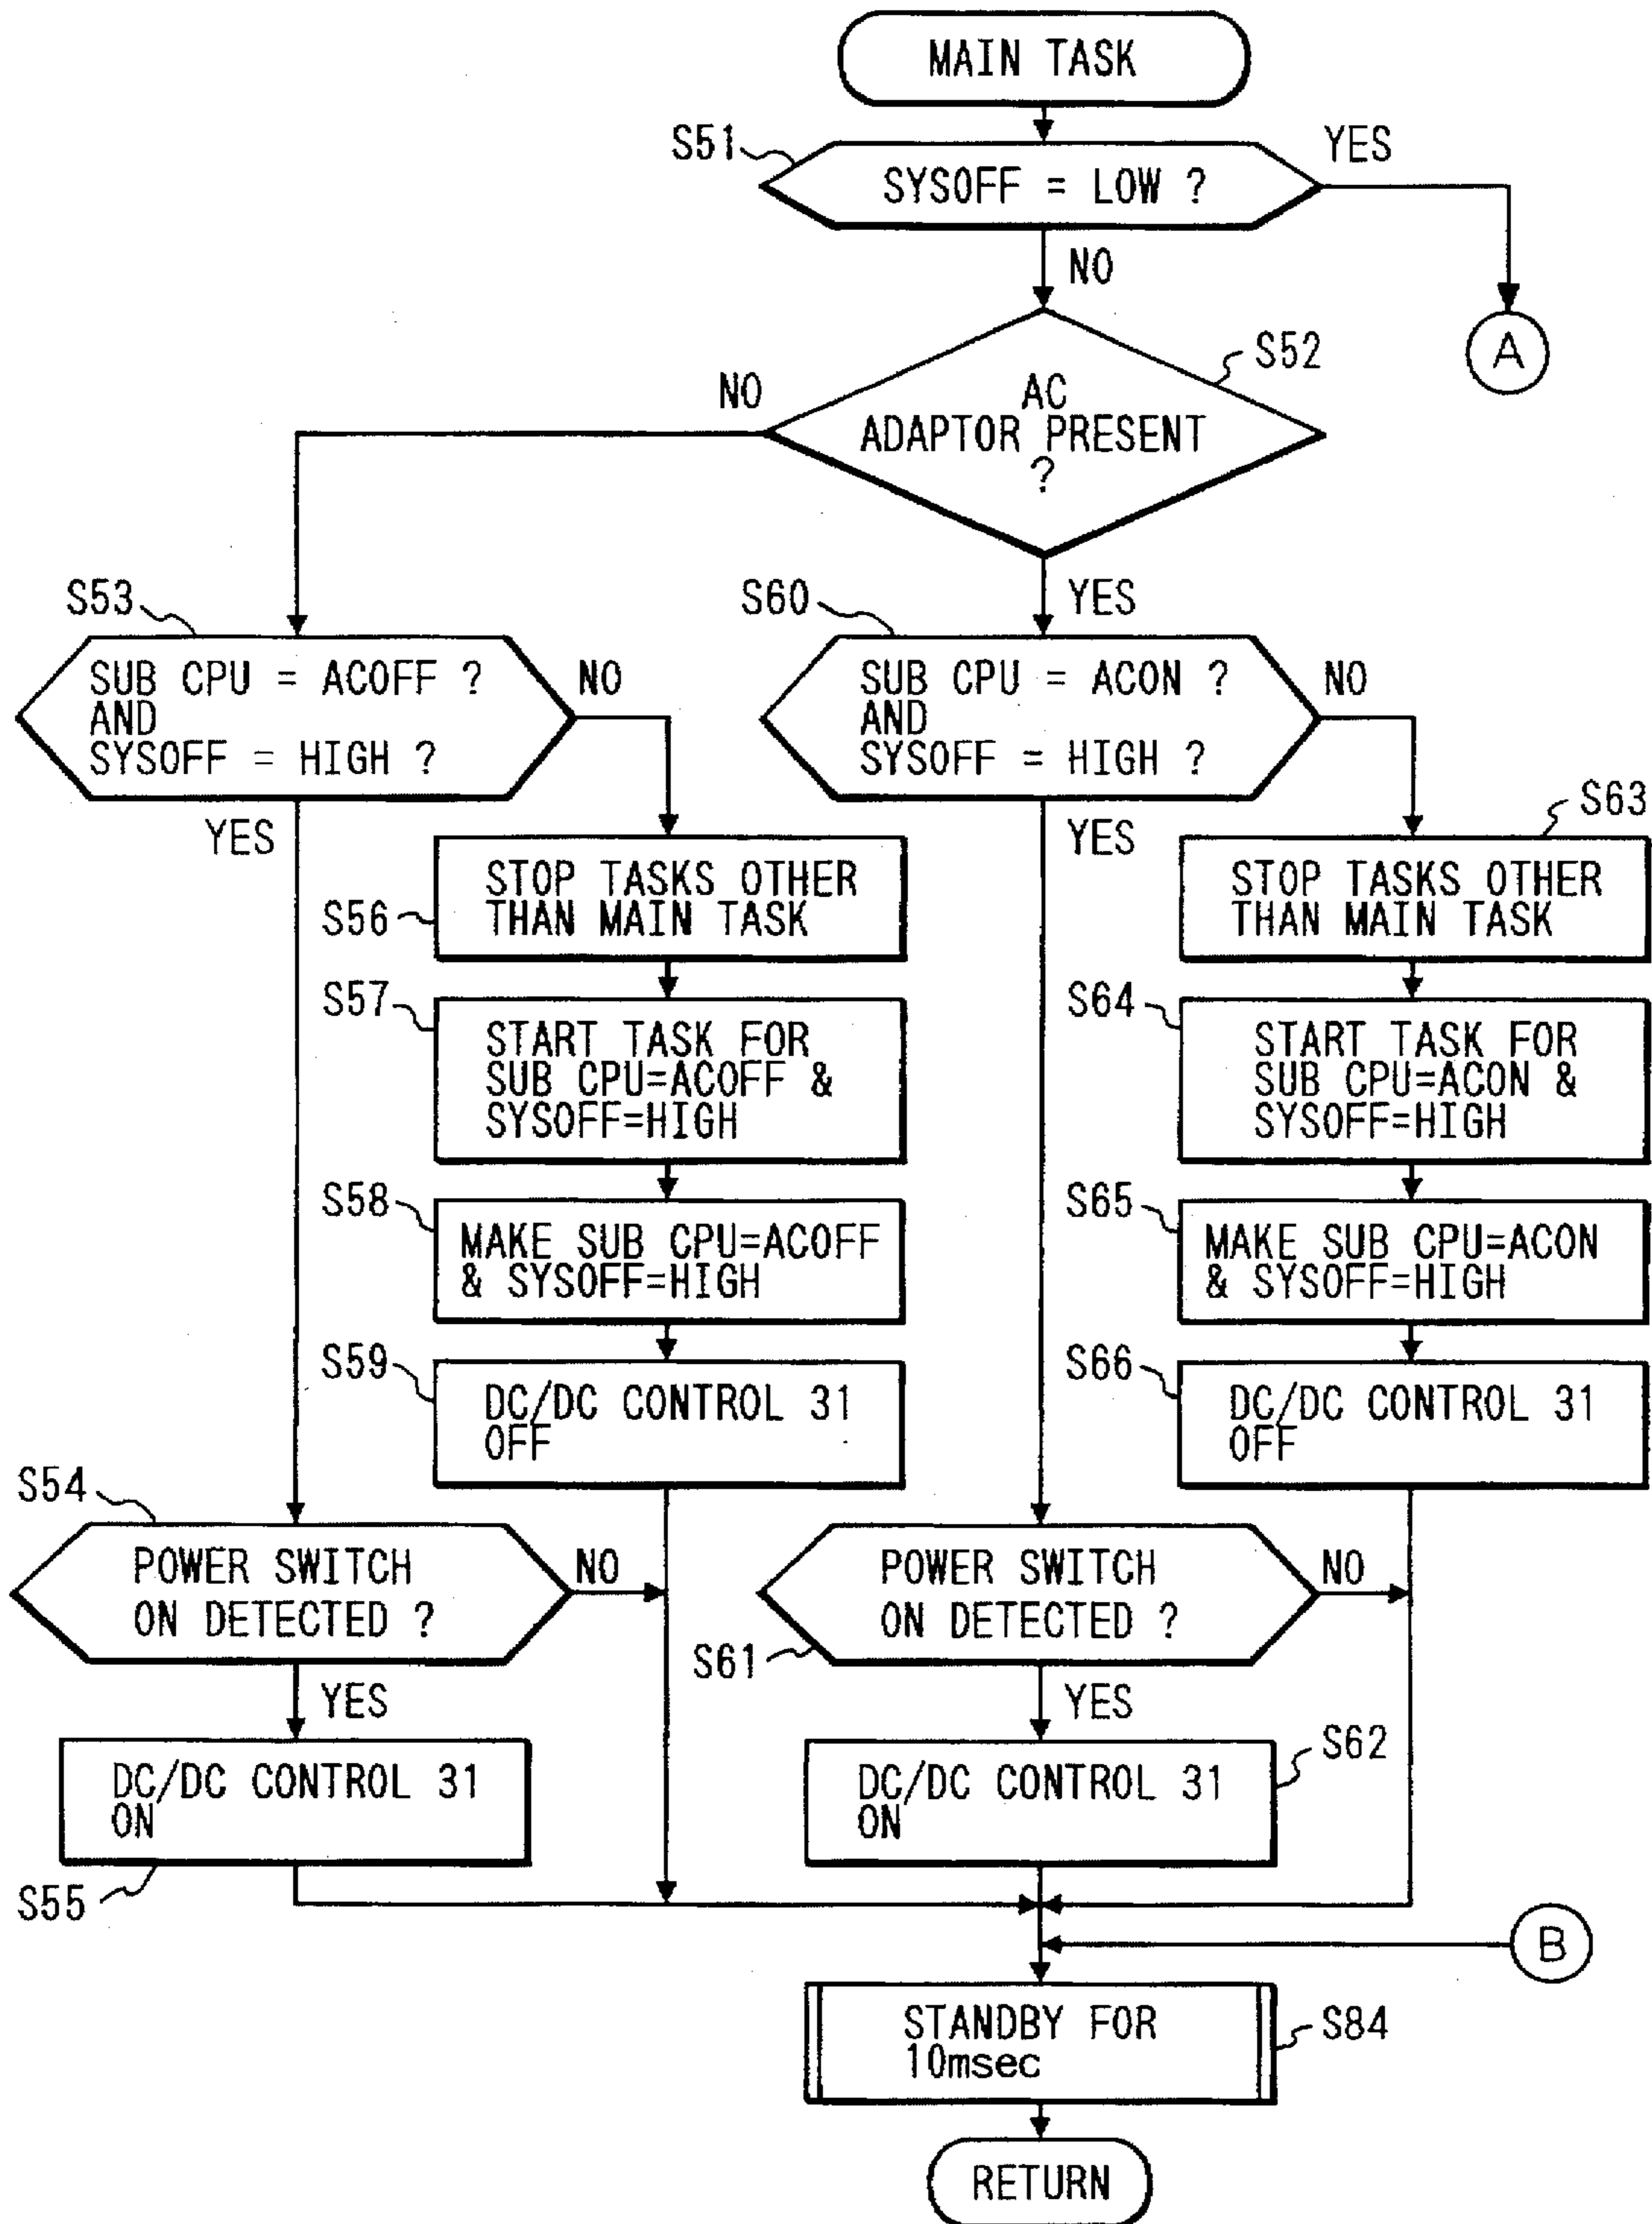 MAIN TASK
S51
SYSOFF = LOW ?
YES
NO
A
S52
AC
ADAPTOR PRESENT
?
NO
YES
S53
SUB CPU = ACOFF ?
AND
SYSOFF = HIGH ?
NO
YES
S60
SUB CPU = ACON ?
AND
SYSOFF = HIGH ?
NO
YES
S56
STOP TASKS OTHER
THAN MAIN TASK
S63
STOP TASKS OTHER
THAN MAIN TASK
S57
START TASK FOR
SUB CPU=ACOFF &
SYSOFF=HIGH
S64
START TASK FOR
SUB CPU=ACON &
SYSOFF=HIGH
S58
MAKE SUB CPU=ACOFF
& SYSOFF=HIGH
S65
MAKE SUB CPU=ACON
& SYSOFF=HIGH
S59
DC/DC CONTROL 31
OFF
S66
DC/DC CONTROL 31
OFF
S54
POWER SWITCH
ON DETECTED ?
NO
YES
S61
POWER SWITCH
ON DETECTED ?
NO
YES
DC/DC CONTROL 31
ON
S55
DC/DC CONTROL 31
ON
S62
B
STANDBY FOR
10msec
S84
RETURN